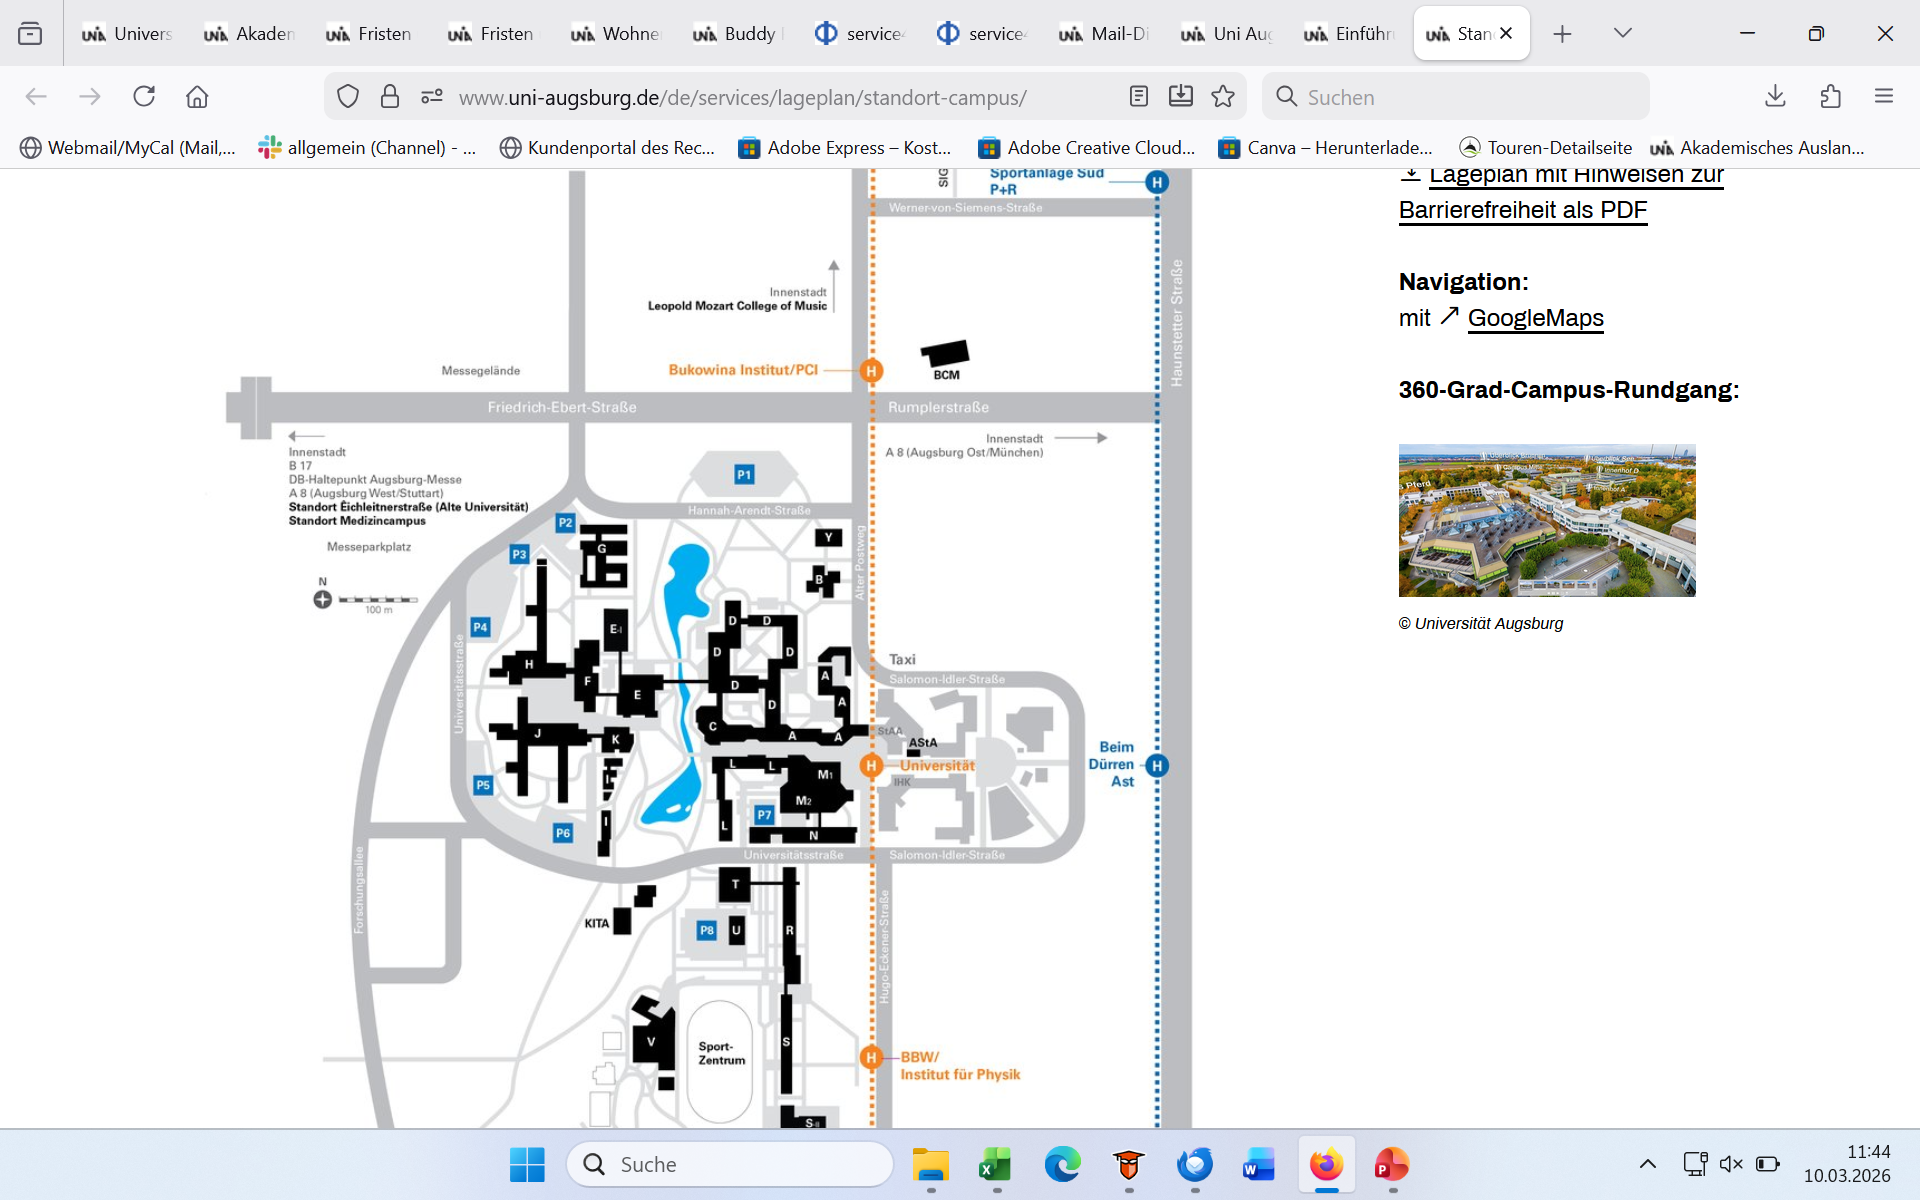 Univers
Akaden
Fristen
Fristen
Wohne
Buddy
service
service
Mail-Di
Uni Aug
Einführ
Stan
www.uni-augsburg.de/de/services/lageplan/standort-campus/
Suchen
Webmail/MyCal (Mail,...
allgemein (Channel) - ...
Kundenportal des Rec...
Adobe Express – Kost...
Adobe Creative Cloud...
Canva – Herunterlade...
Touren-Detailseite
Akademisches Auslan...
Lageplan mit Hinweisen zur
Barrierefreiheit als PDF
Navigation:
mit GoogleMaps
360-Grad-Campus-Rundgang:
© Universität Augsburg
SIG
Sportanlage Süd
P+R
H
Werner-von-Siemens-Straße
Haunstetter Straße
Innenstadt
Leopold Mozart College of Music
Bukowina Institut/PCI
H
BCM
Messegelände
Friedrich-Ebert-Straße
Rumplerstraße
Innenstadt
B 17
DB-Haltepunkt Augsburg-Messe
A 8 (Augsburg West/Stuttart)
Standort Eichleitnerstraße (Alte Universität)
Standort Medizincampus
Messeparkplatz
N
100 m
Innenstadt
A 8 (Augsburg Ost/München)
P1
Hannah-Arendt-Straße
P2
P3
G
Y
Alter Postweg
B
P4
E-I
D
D
D
D
Universitätsstraße
H
F
E
D
D
A
A
Taxi
Salomon-Idler-Straße
C
A
A
StAA
AStA
J
K
L
L
M1
M2
H
Universität
IHK
Beim
Dürren
Ast
H
P5
I
P6
I
L
P7
N
Universitätsstraße
Salomon-Idler-Straße
Forschungsallee
T
KITA
P8
U
R
Hugo-Eckener-Straße
V
Sport-
Zentrum
S
H
BBW/
Institut für Physik
S-II
Suche
11:44
10.03.2026